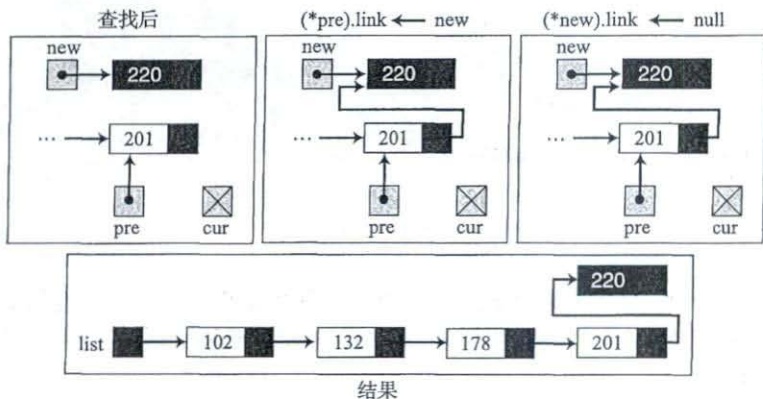 查找后
(*pre).link ← new
(*new).link ← null
new
220
… 201
pre cur
new
220
… 201
pre cur
new
220
… 201
pre cur
220
list 102 132 178 201
结果